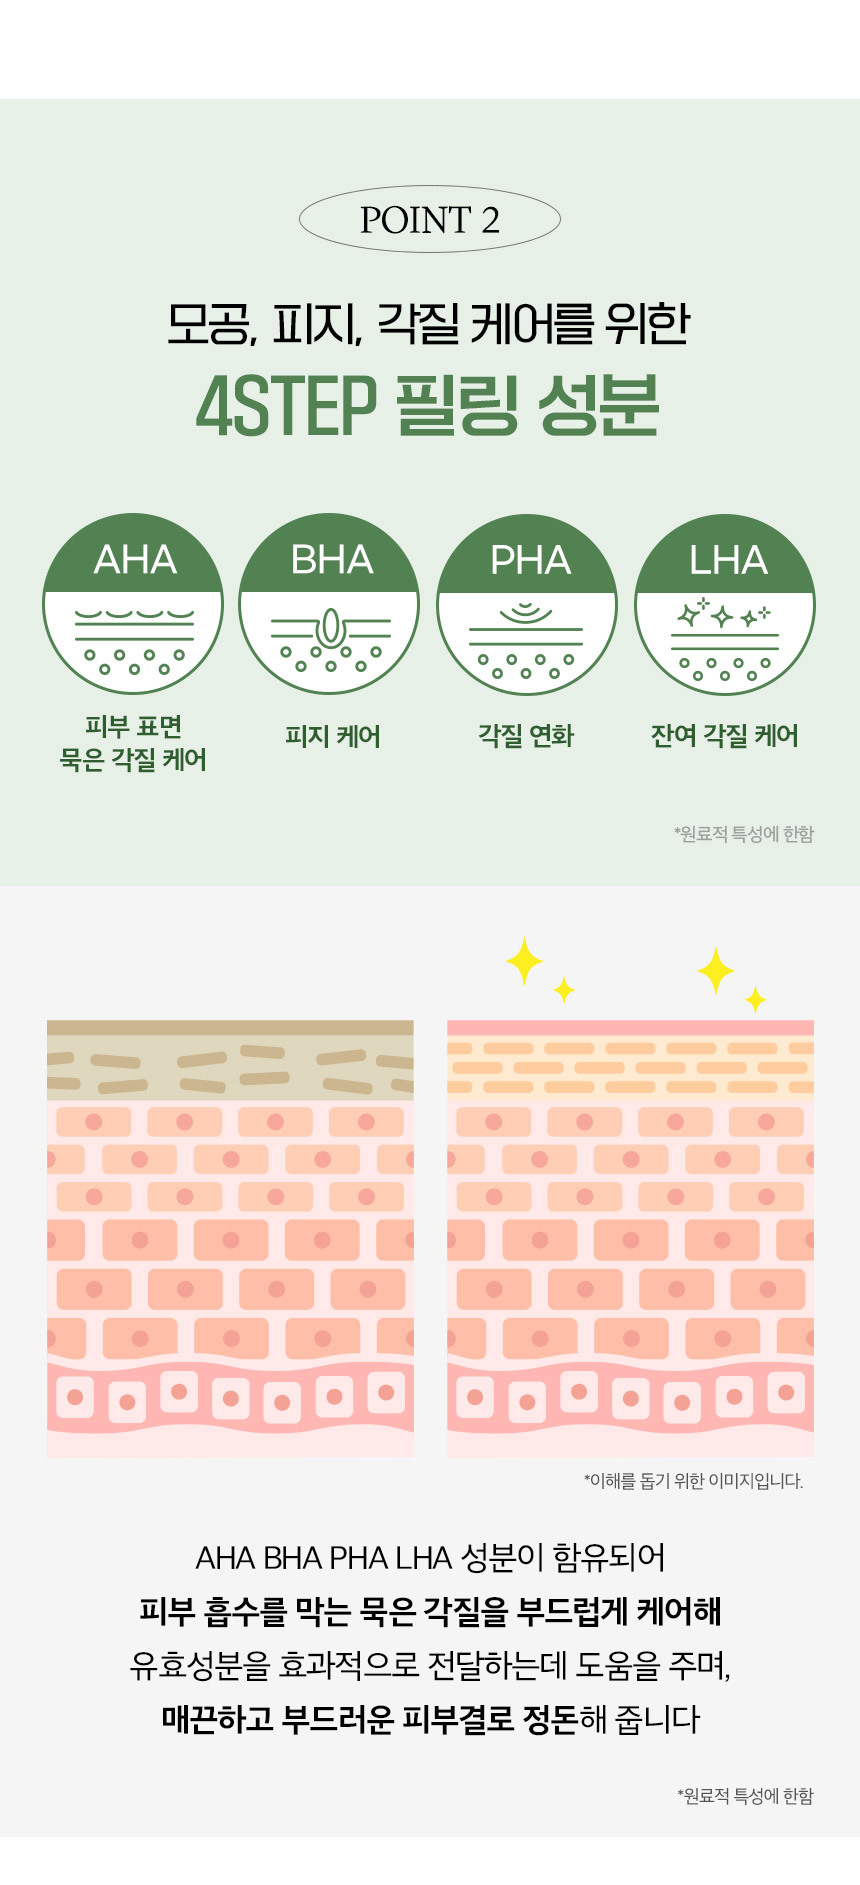 POINT 2
모공, 피지, 각질 케어를 위한
4STEP 필링 성분
AHA
BHA
PHA
LHA
피부 표면
묵은 각질 케어
피지 케어
각질 연화
잔여 각질 케어
*원료적 특성에 한함
*이해를 돕기 위한 이미지입니다.
AHA BHA PHA LHA 성분이 함유되어
피부 흡수를 막는 묵은 각질을 부드럽게 케어해
유효성분을 효과적으로 전달하는데 도움을 주며,
매끈하고 부드러운 피부결로 정돈해 줍니다
*원료적 특성에 한함